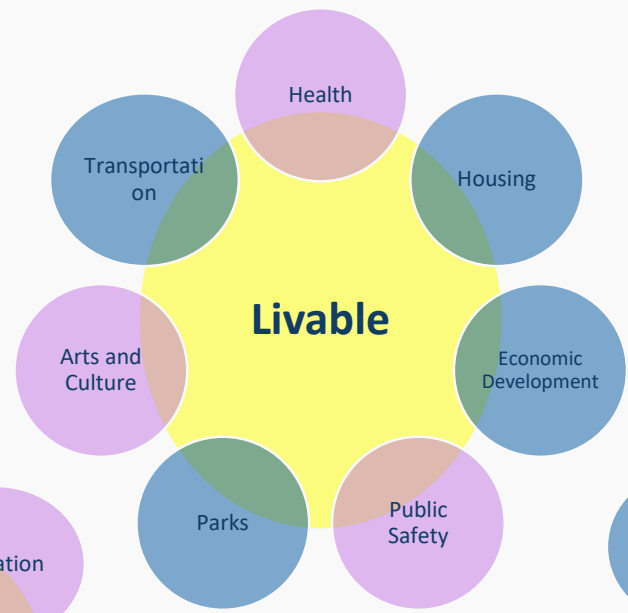 Health
Transportati
on
Housing
Livable
Arts and
Culture
Economic
Development
Parks
Public
Safety
ation